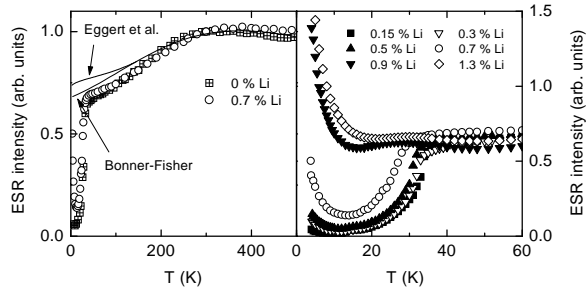 Eggert et al.
0 % Li
0.7 % Li
Bonner-Fisher
ESR intensity (arb. units)
1.0
0.5
0.0
0
200
400
T (K)
0.15 % Li
0.3 % Li
0.5 % Li
0.7 % Li
0.9 % Li
1.3 % Li
0
20
40
60
T (K)
1.5
1.0
0.5
0.0
ESR intensity (arb. units)